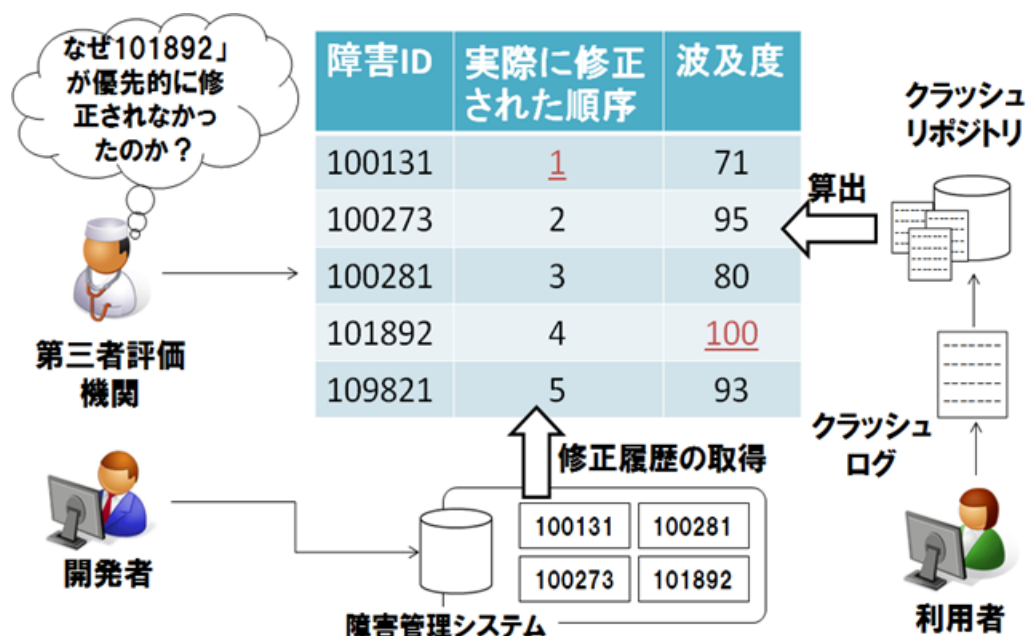 なぜ101892」
が優先的に修
正されなかっ
たのか？
障害ID
実際に修正
された順序
波及度
100131
1
71
100273
2
95
100281
3
80
101892
4
100
109821
5
93
クラッシュ
リポジトリ
算出
第三者評価
機関
クラッシュ
ログ
修正履歴の取得
100131
100281
100273
101892
開発者
障害管理システム
利用者